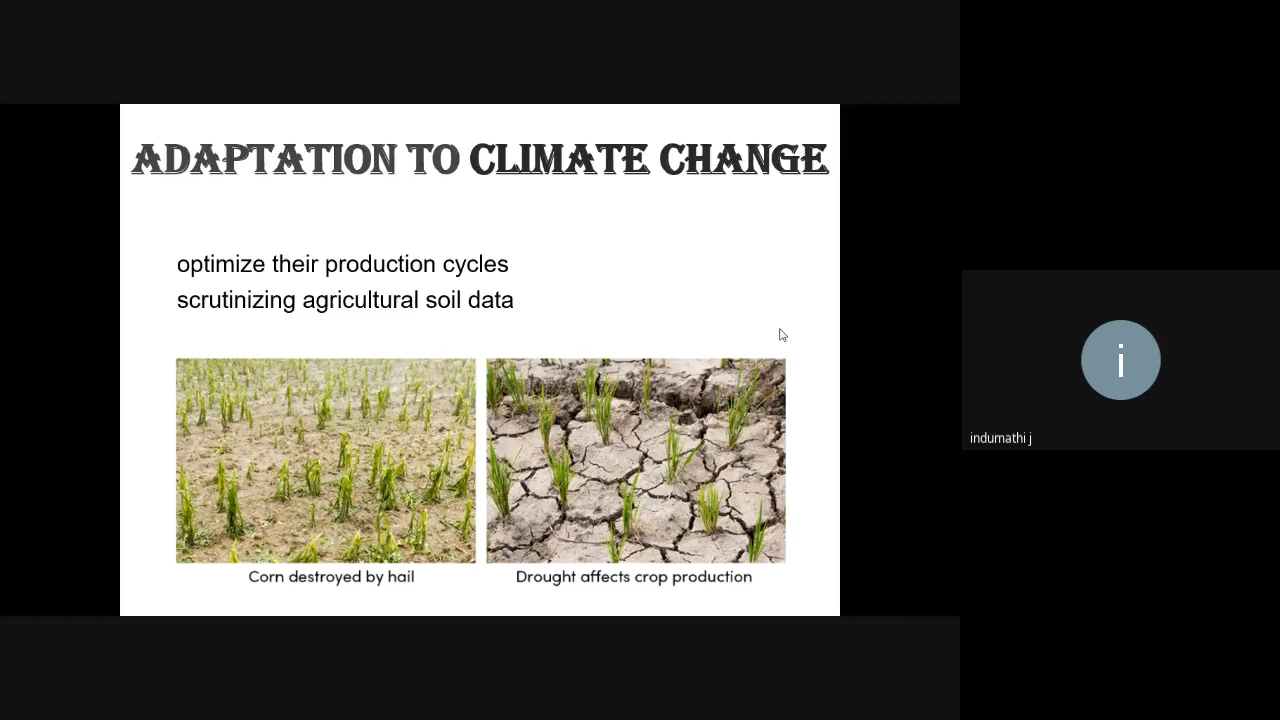 ADAPTATION TO CLIMATE CHANGE
optimize their production cycles
scrutinizing agricultural soil data
Corn destroyed by hail
Drought affects crop production
i
indumathi j